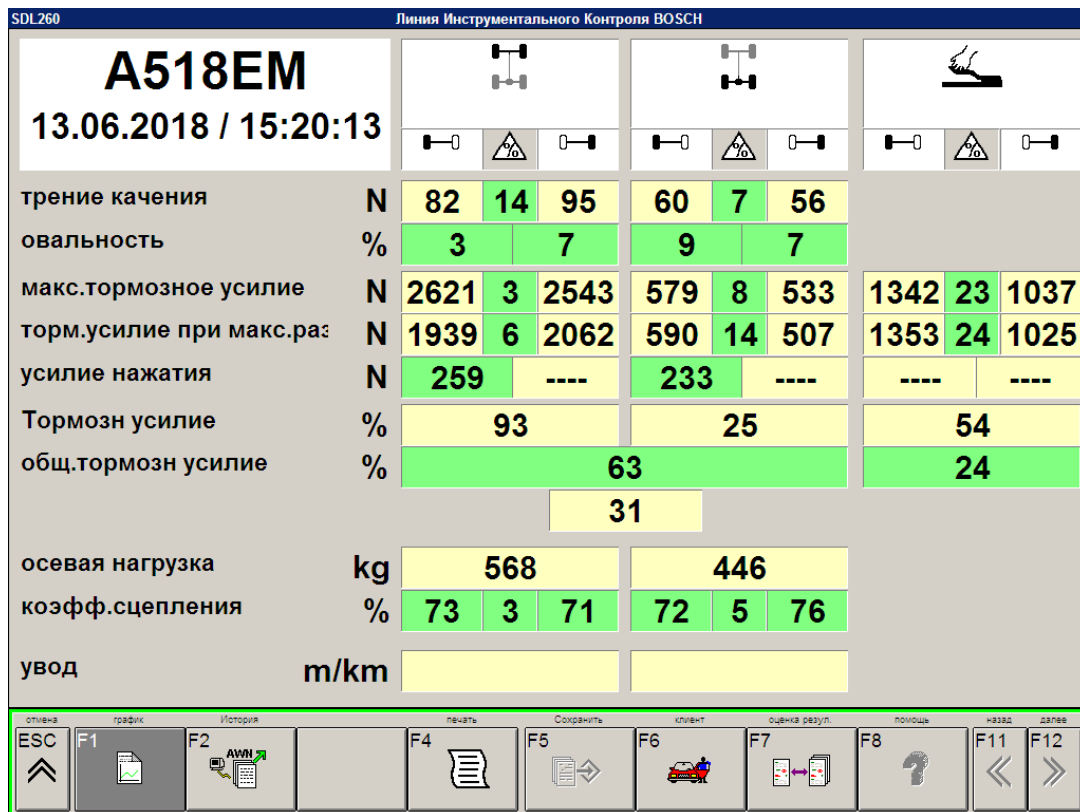 SDL260 Линия Инструментального Контроля BOSCH
A518EM
13.06.2018 / 15:20:13
% % %
трение качения N 82 14 95 60 7 56
овальность % 3 7 9 7
макс.тормозное усилие N 2621 3 2543 579 8 533 1342 23 1037
торм.усилие при макс.раз N 1939 6 2062 590 14 507 1353 24 1025
усилие нажатия N 259 ---- 233 ---- ---- ----
Тормозн усилие % 93 25 54
общ.тормозн усилие % 63 24
31
осевая нагрузка kg 568 446
коэфф.сцепления % 73 3 71 72 5 76
увод m/km
отмена график История печать Сохранить клиент оценка резул. помощь назад далее
ESC F1 F2 F4 F5 F6 F7 F8 F11 F12
AWN